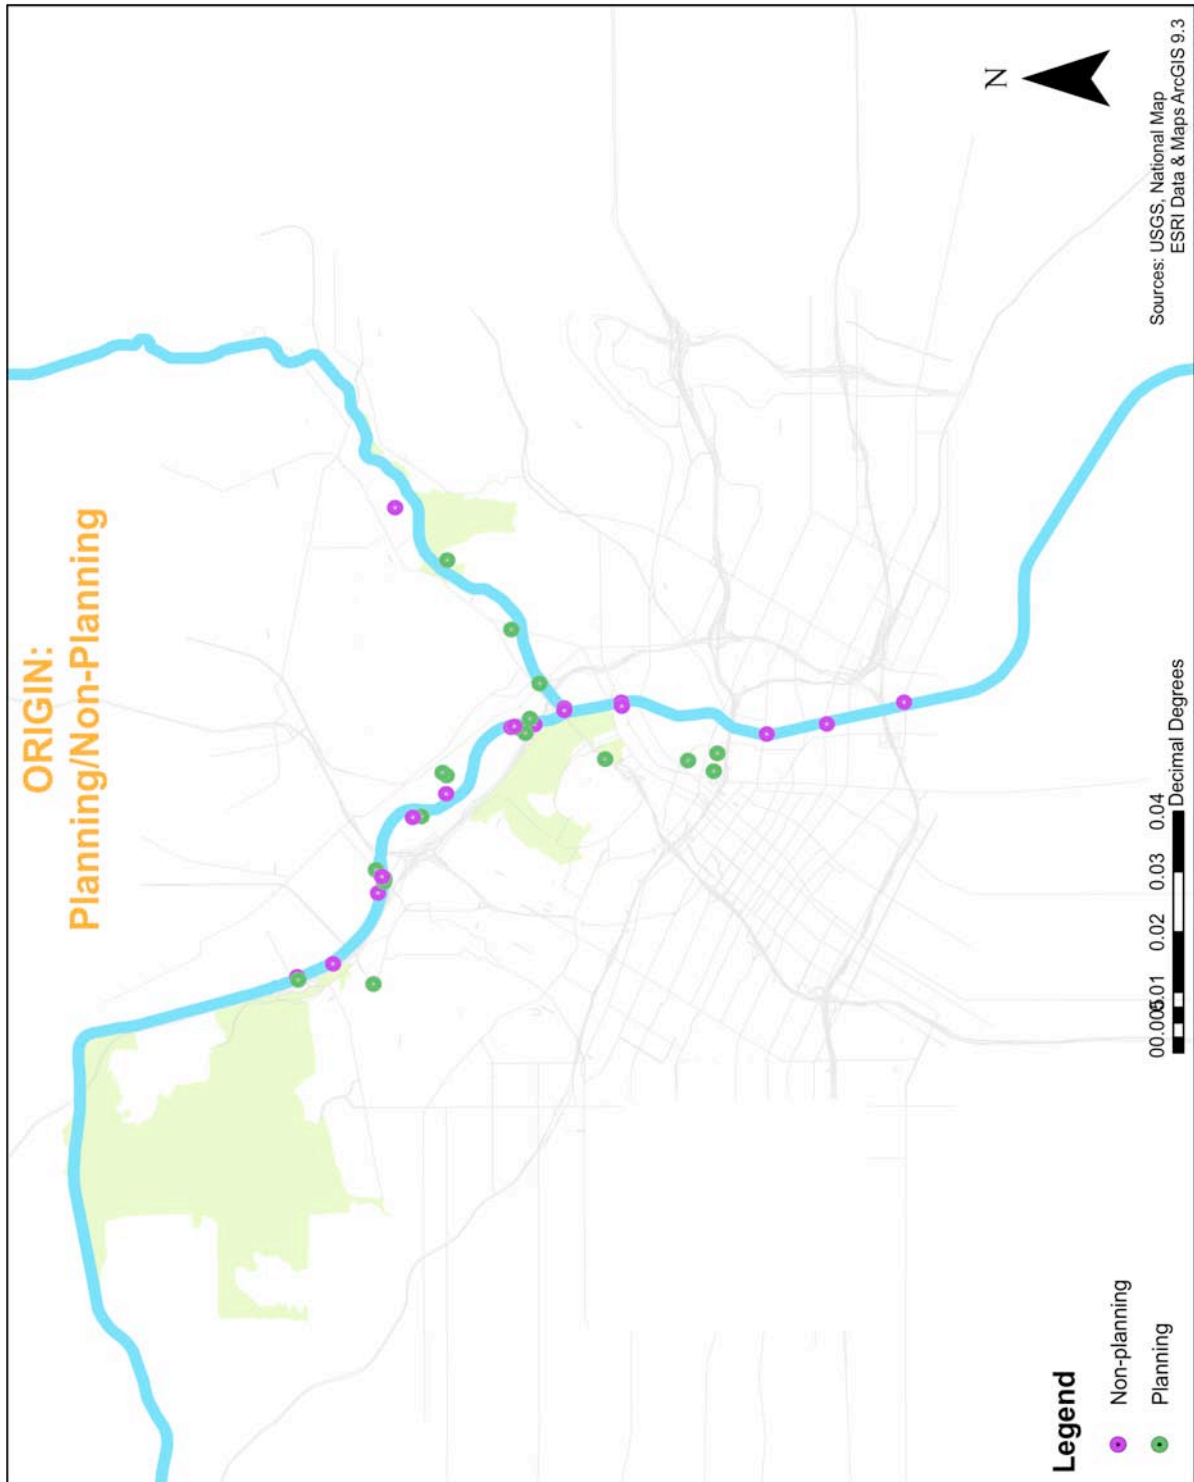 ORIGIN:
Planning/Non-Planning
N
Sources: USGS, National Map
ESRI Data & Maps ArcGIS 9.3
0.02 0.03 0.04
Decimal Degrees
Legend
Non-planning
Planning